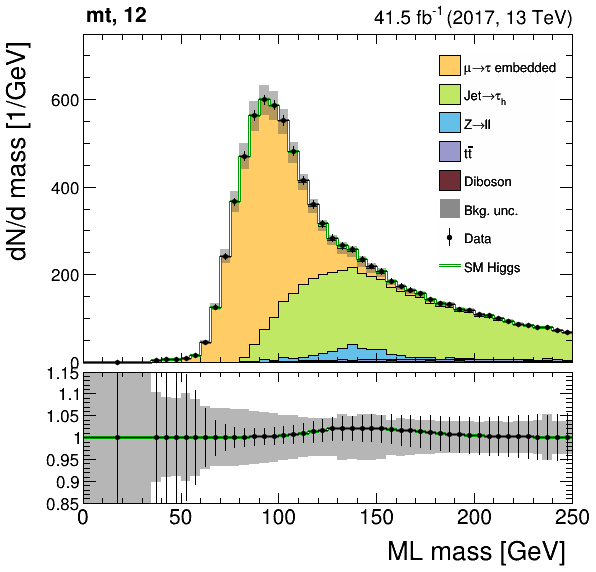 mt, 12
41.5 fb⁻¹ (2017, 13 TeV)
dN/d mass [1/GeV]
600
400
200
0
μ→τ embedded
Jet→τₕ
Z→ll
tt̄
Diboson
Bkg. unc.
Data
SM Higgs
1.15
1.1
1.05
1
0.95
0.9
0.85
0 50 100 150 200 250
ML mass [GeV]